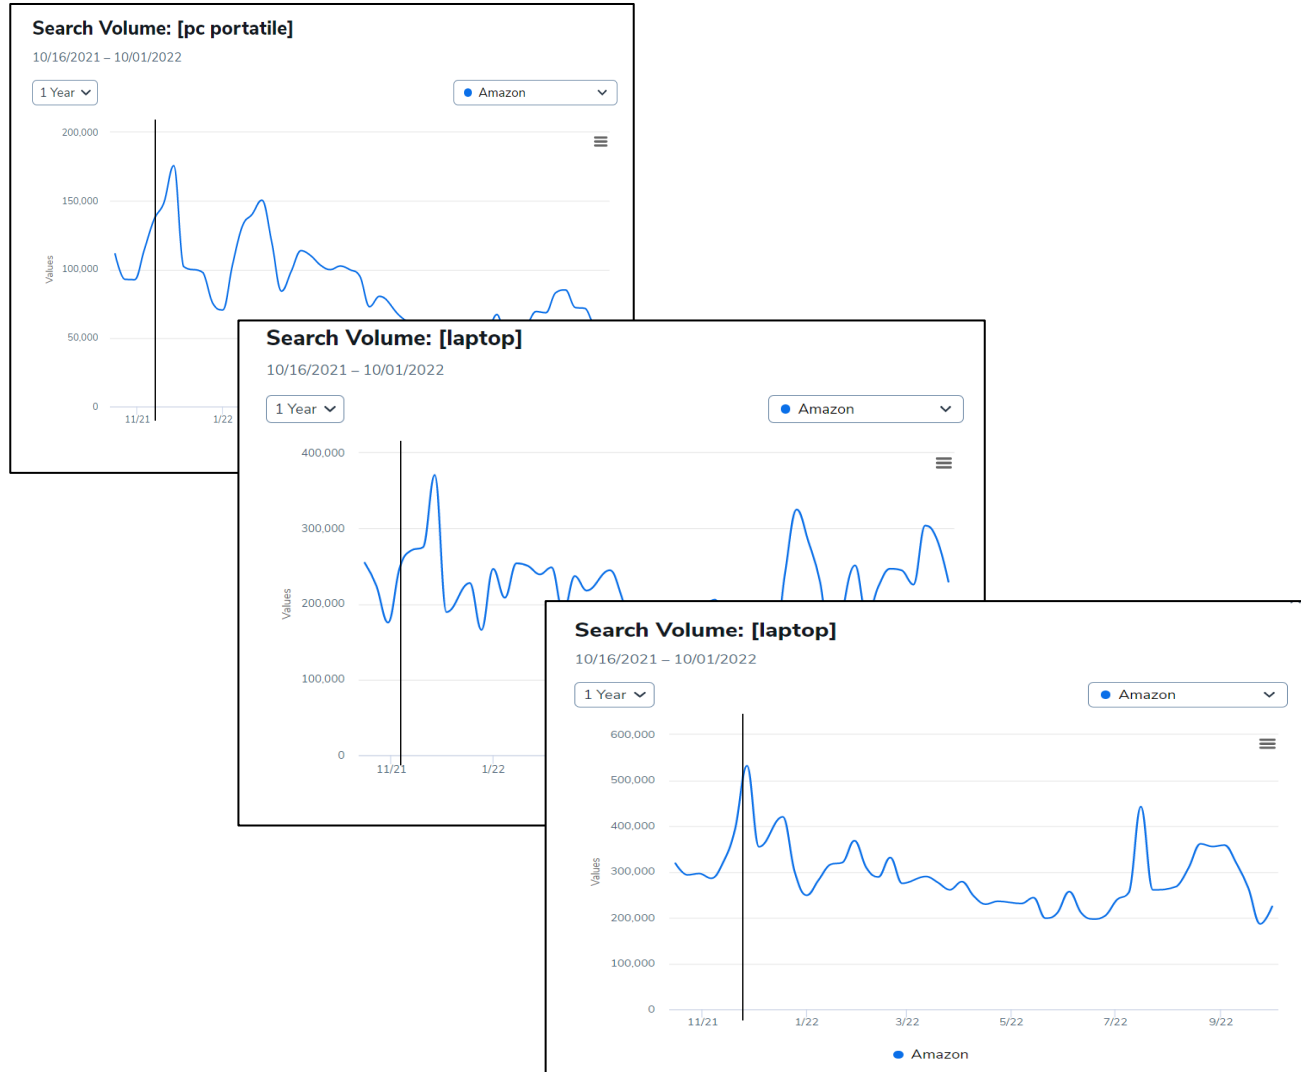 Search Volume: [pc portatile]
10/16/2021 – 10/01/2022
1 Year
Amazon
200,000
150,000
100,000
50,000
0
Values
11/21
1/22
Search Volume: [laptop]
10/16/2021 – 10/01/2022
1 Year
Amazon
400,000
300,000
200,000
100,000
0
Values
11/21
1/22
Search Volume: [laptop]
10/16/2021 – 10/01/2022
1 Year
Amazon
600,000
500,000
400,000
300,000
200,000
100,000
0
Values
11/21
1/22
3/22
5/22
7/22
9/22
Amazon